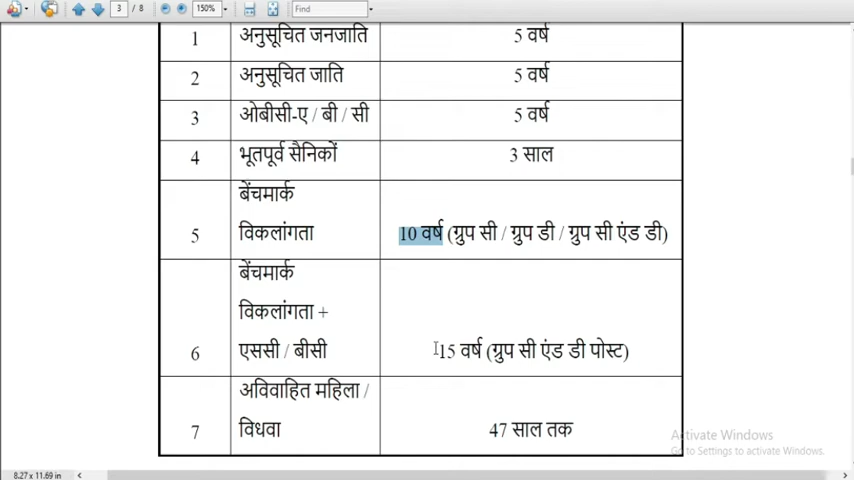 3 / 8 150% Find
1 अनुसूचित जनजाति 5 वर्ष
2 अनुसूचित जाति 5 वर्ष
3 ओबीसी-ए / बी / सी 5 वर्ष
4 भूतपूर्व सैनिकों 3 साल
बेंचमार्क
5 विकलांगता 10 वर्ष (ग्रुप सी / ग्रुप डी / ग्रुप सी एंड डी)
बेंचमार्क
विकलांगता +
6 एससी / बीसी 15 वर्ष (ग्रुप सी एंड डी पोस्ट)
अविवाहित महिला /
7 विधवा 47 साल तक
Activate Windows
Go to Settings to activate Windows.
8.27 x 11.69 in